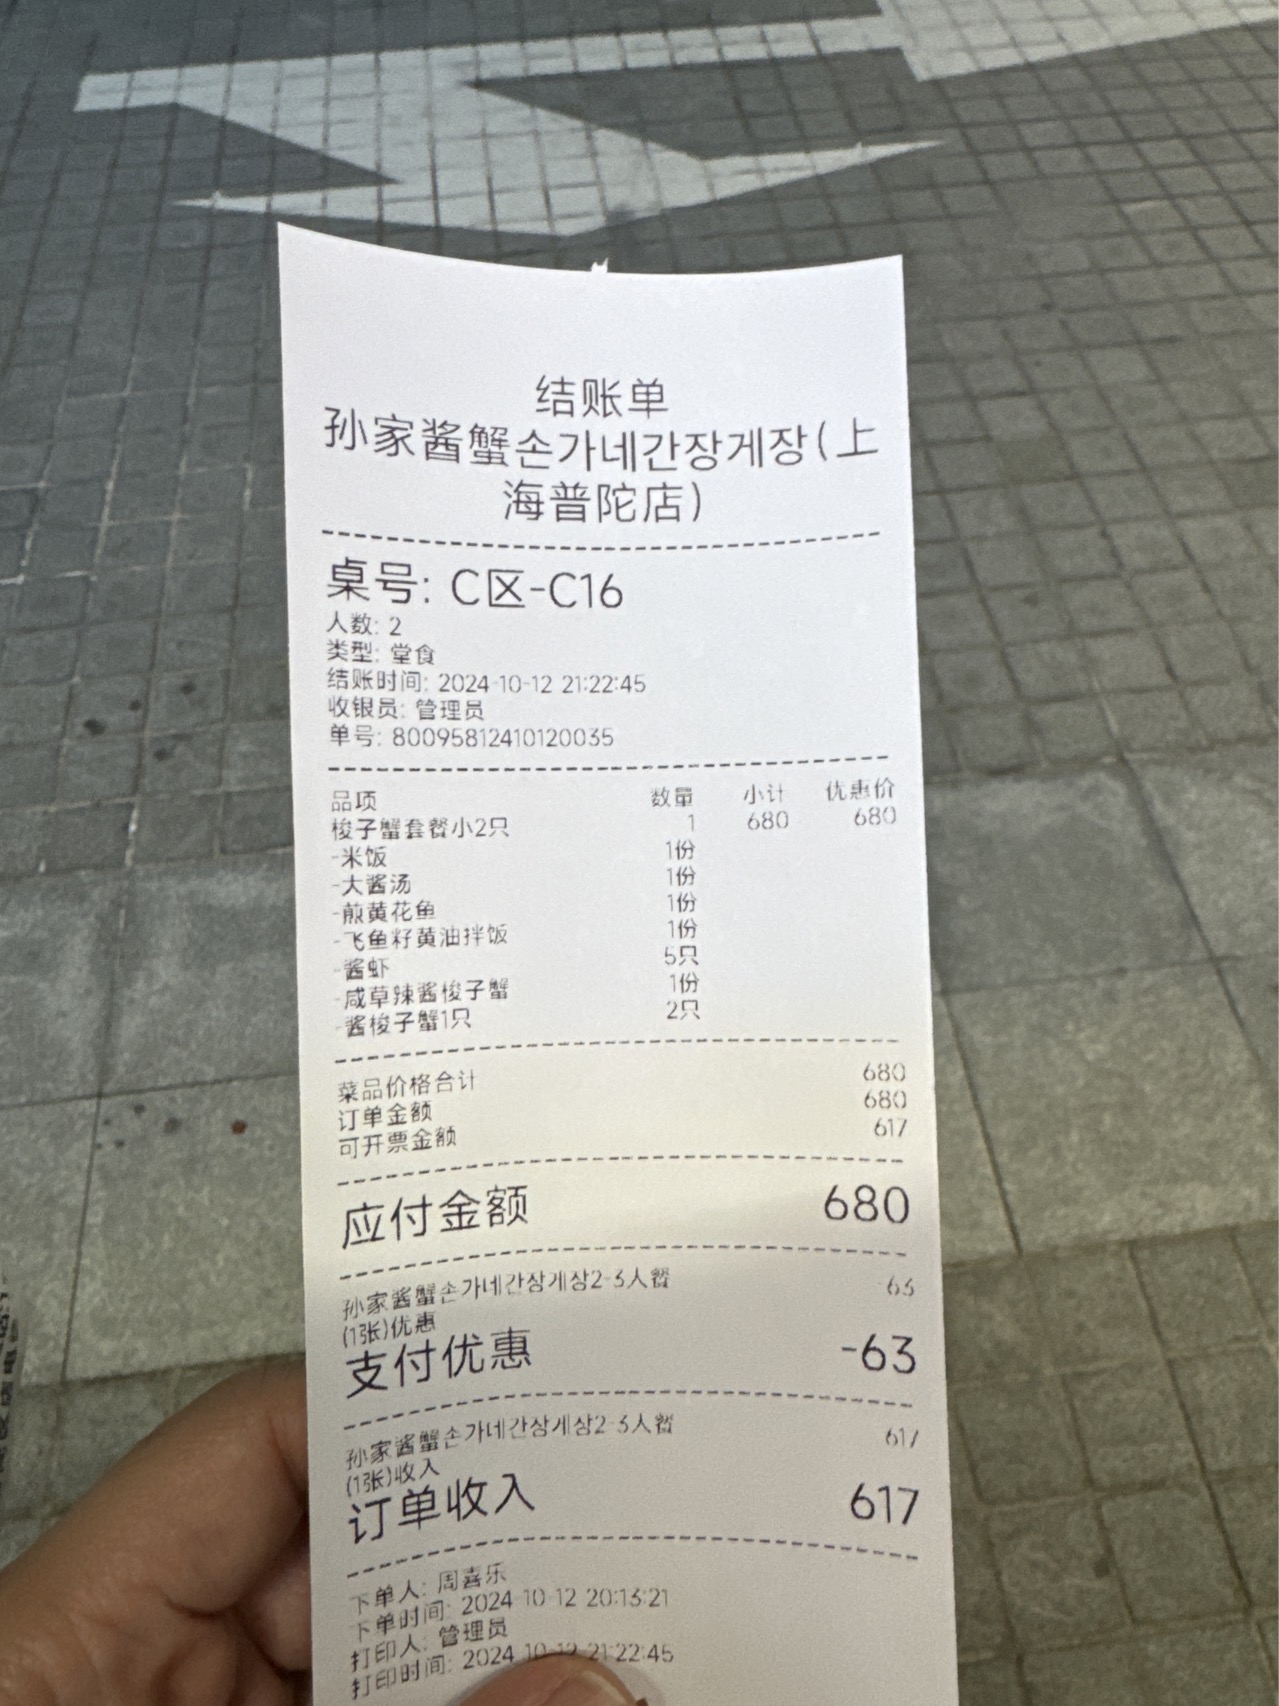 结账单
孙家酱蟹손가네간장게장(上
海普陀店)
桌号: C区-C16
人数: 2
类型: 堂食
结账时间: 2024-10-12 21:22:45
收银员: 管理员
单号: 80095812410120035
品项 数量 小计 优惠价
梭子蟹套餐小2只 1 680 680
-米饭 1份
-大酱汤 1份
-煎黄花鱼 1份
-飞鱼籽黄油拌饭 1份
-酱虾 5只
-咸草辣酱梭子蟹 1份
-酱梭子蟹1只 2只
菜品价格合计 680
订单金额 680
可开票金额 617
应付金额 680
孙家酱蟹손가네간장게장2-3人餐 -63
(1张)优惠
支付优惠 -63
孙家酱蟹손가네간장게장2-3人餐 617
(1张)收入
订单收入 617
下单人: 周喜乐
下单时间: 2024-10-12 20:13:21
打印人: 管理员
打印时间: 2024-10-12 21:22:45